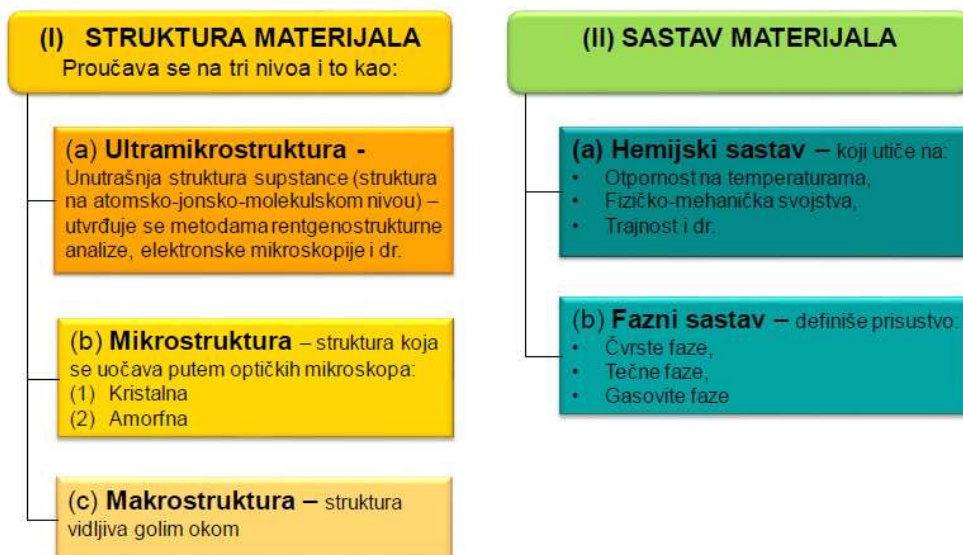 (I) STRUKTURA MATERIJALA
Proučava se na tri nivoa i to kao:
(a) Ultramikrostruktura -
Unutrašnja struktura supstance (struktura
na atomsko-jonsko-molekulskom nivou) –
utvrđuje se metodama rentgenostrukturne
analize, elektronske mikroskopije i dr.
(b) Mikrostruktura – struktura koja
se uočava putem optičkih mikroskopa:
(1) Kristalna
(2) Amorfna
(c) Makrostruktura – struktura
vidljiva golim okom
(II) SASTAV MATERIJALA
(a) Hemijski sastav – koji utiče na:
• Otpornost na temperaturama,
• Fizičko-mehanička svojstva,
• Trajnost i dr.
(b) Fazni sastav – definiše prisustvo:
• Čvrste faze,
• Tečne faze,
• Gasovite faze